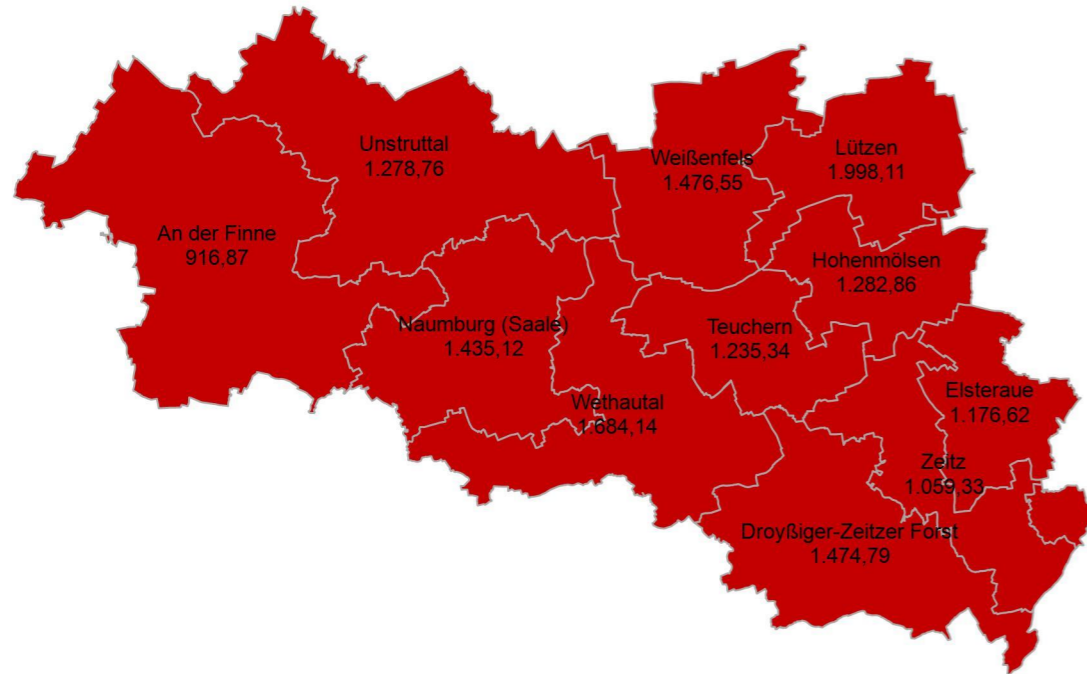 Unstruttal
1.278,76
Weißenfels
1.476,55
Lützen
1.998,11
An der Finne
916,87
Hohenmölsen
1.282,86
Naumburg (Saale)
1.435,12
Teuchern
1.235,34
Wethautal
1.684,14
Elsteraue
1.176,62
Zeitz
1.059,33
Droyßiger-Zeitzer Forst
1.474,79